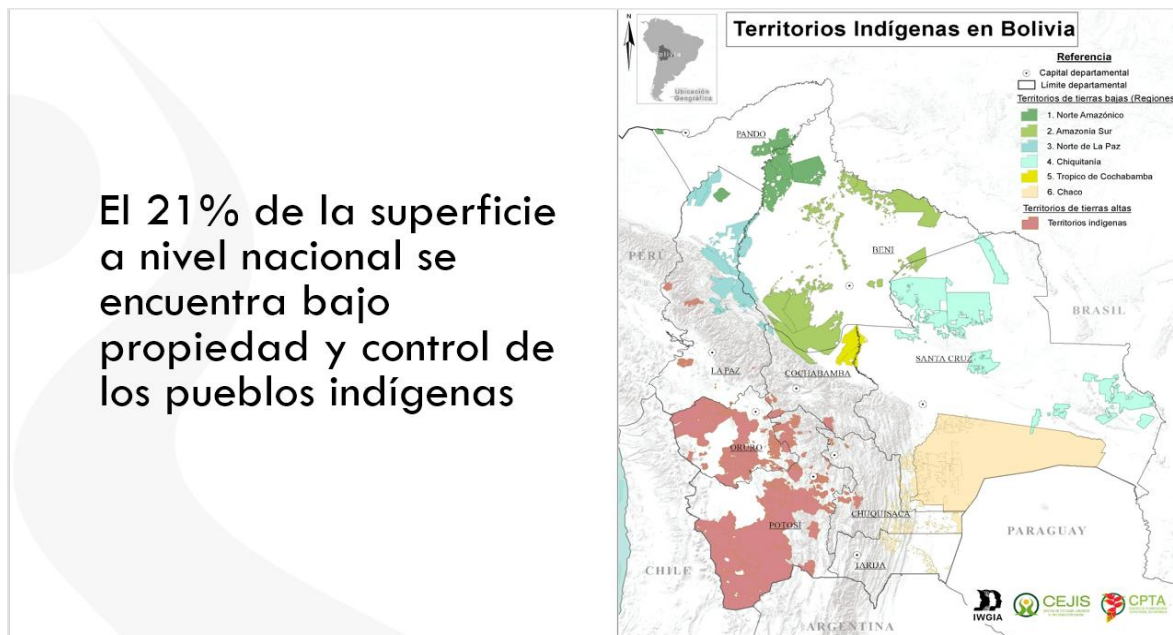 El 21% de la superficie
a nivel nacional se
encuentra bajo
propiedad y control de
los pueblos indígenas
Territorios Indígenas en Bolivia
N
Bolivia
Ubicación
Geográfica
Referencia
Capital departamental
Límite departamental
Territorios de tierras bajas (Regiones
1. Norte Amazónico
2. Amazonía Sur
3. Norte de La Paz
4. Chiquitanía
5. Tropico de Cochabamba
6. Chaco
Territorios de tierras altas
Territorios indígenas
PANDO
PERU
BENI
BRASIL
LA PAZ
COCHABAMBA
SANTA CRUZ
ORURO
CHUQUISACA
POTOSÍ
PARAGUAY
CHILE
TARIJA
ARGENTINA
IWGIA
CEJIS
CPTA